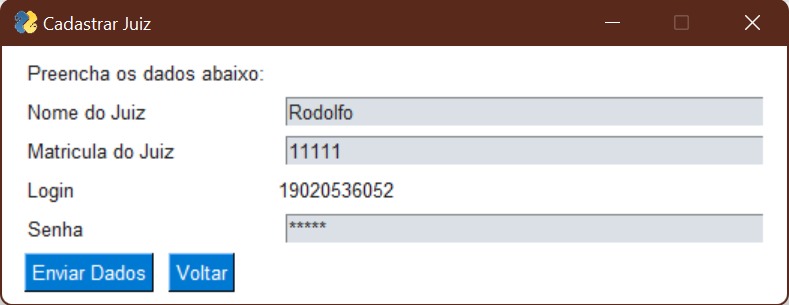 Cadastrar Juiz
Preencha os dados abaixo:
Nome do Juiz Rodolfo
Matricula do Juiz 11111
Login 19020536052
Senha *****
Enviar Dados Voltar